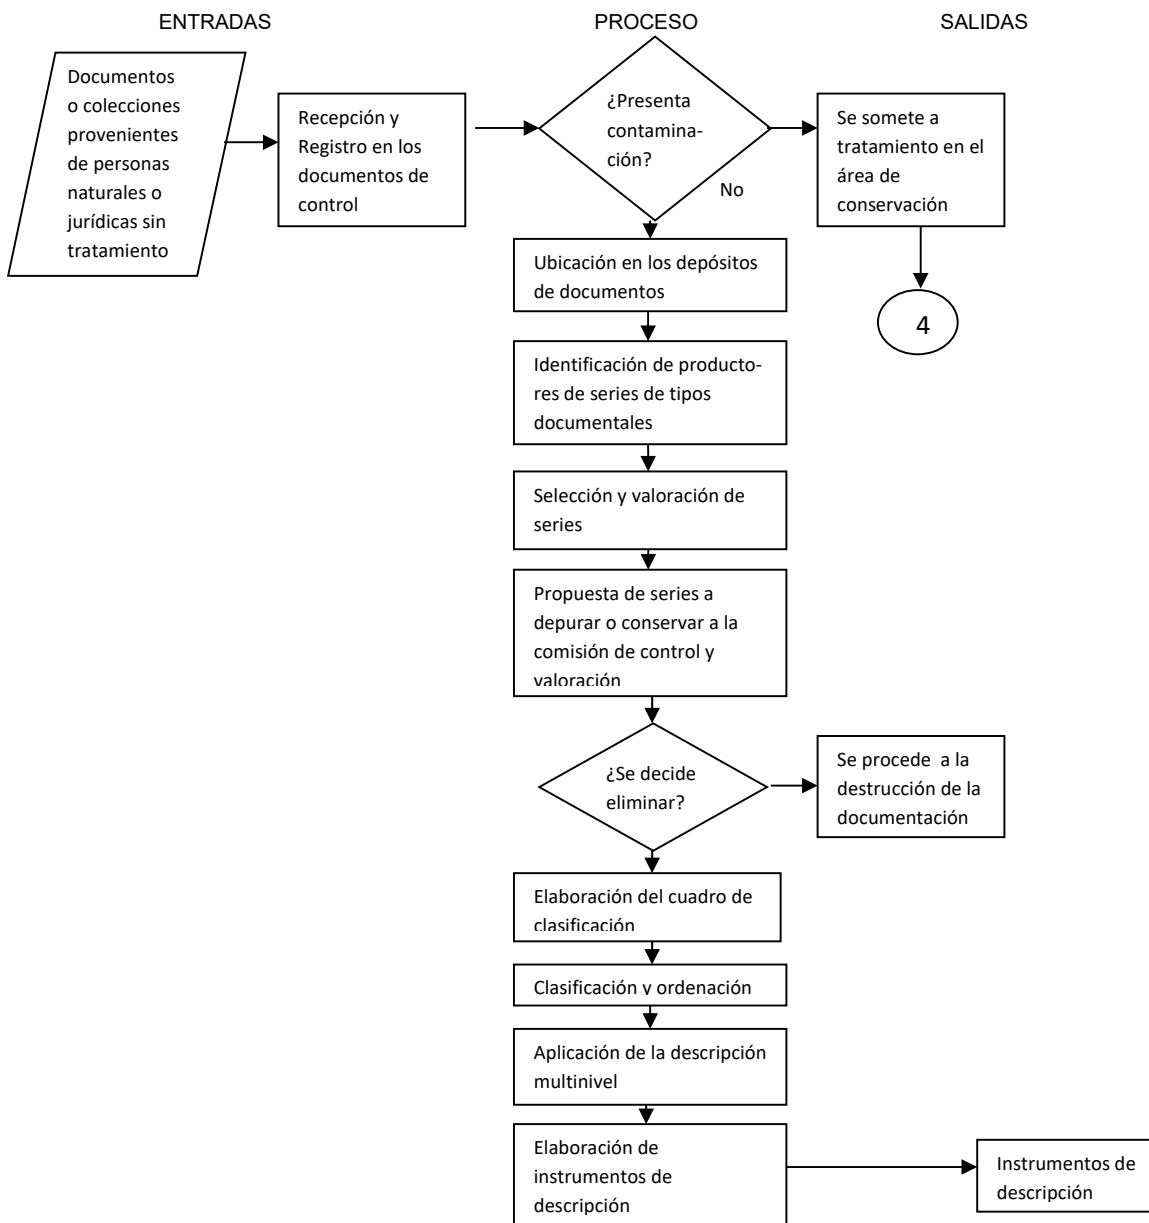 ENTRADAS
PROCESO
SALIDAS
Documentos
o colecciones
provenientes
de personas
naturales o
jurídicas sin
tratamiento
Recepción y
Registro en los
documentos de
control
¿Presenta
contamina-
ción?
No
Se somete a
tratamiento en el
área de
conservación
4
Ubicación en los depósitos
de documentos
Identificación de producto-
res de series de tipos
documentales
Selección y valoración de
series
Propuesta de series a
depurar o conservar a la
comisión de control y
valoración
¿Se decide
eliminar?
Se procede a la
destrucción de la
documentación
Elaboración del cuadro de
clasificación
Clasificación y ordenación
Aplicación de la descripción
multinivel
Elaboración de
instrumentos de
descripción
Instrumentos de
descripción